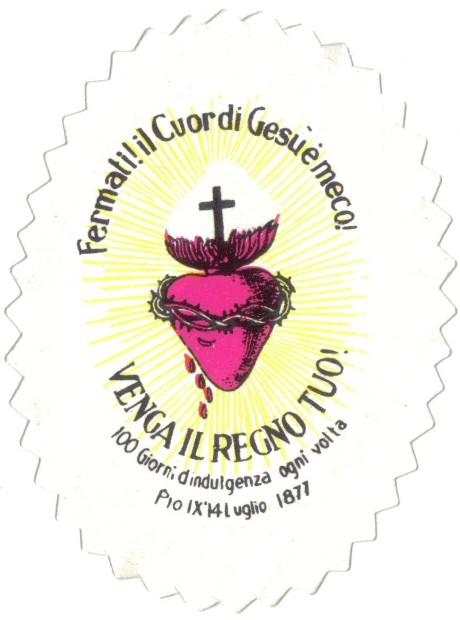 Fermati! il Cuor di Gesù è meco!
VENGA IL REGNO TUO!
100 Giorni d'indulgenza ogni volta
Pio IX 14 Luglio 1877